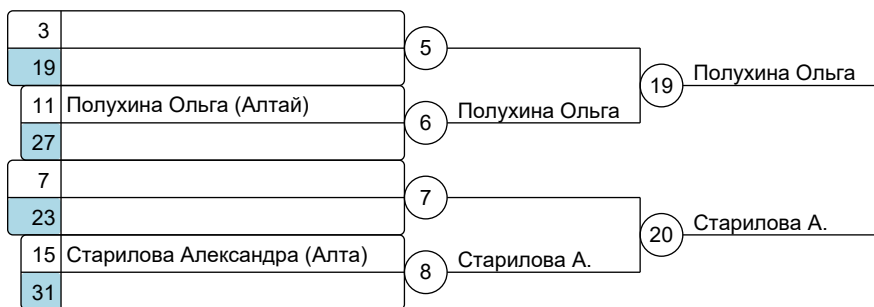 3
5
19
19 Полухина Ольга
11 Полухина Ольга (Алтай)
6 Полухина Ольга
27
7
7
23
20 Старилова А.
15 Старилова Александра (Алта)
8 Старилова А.
31